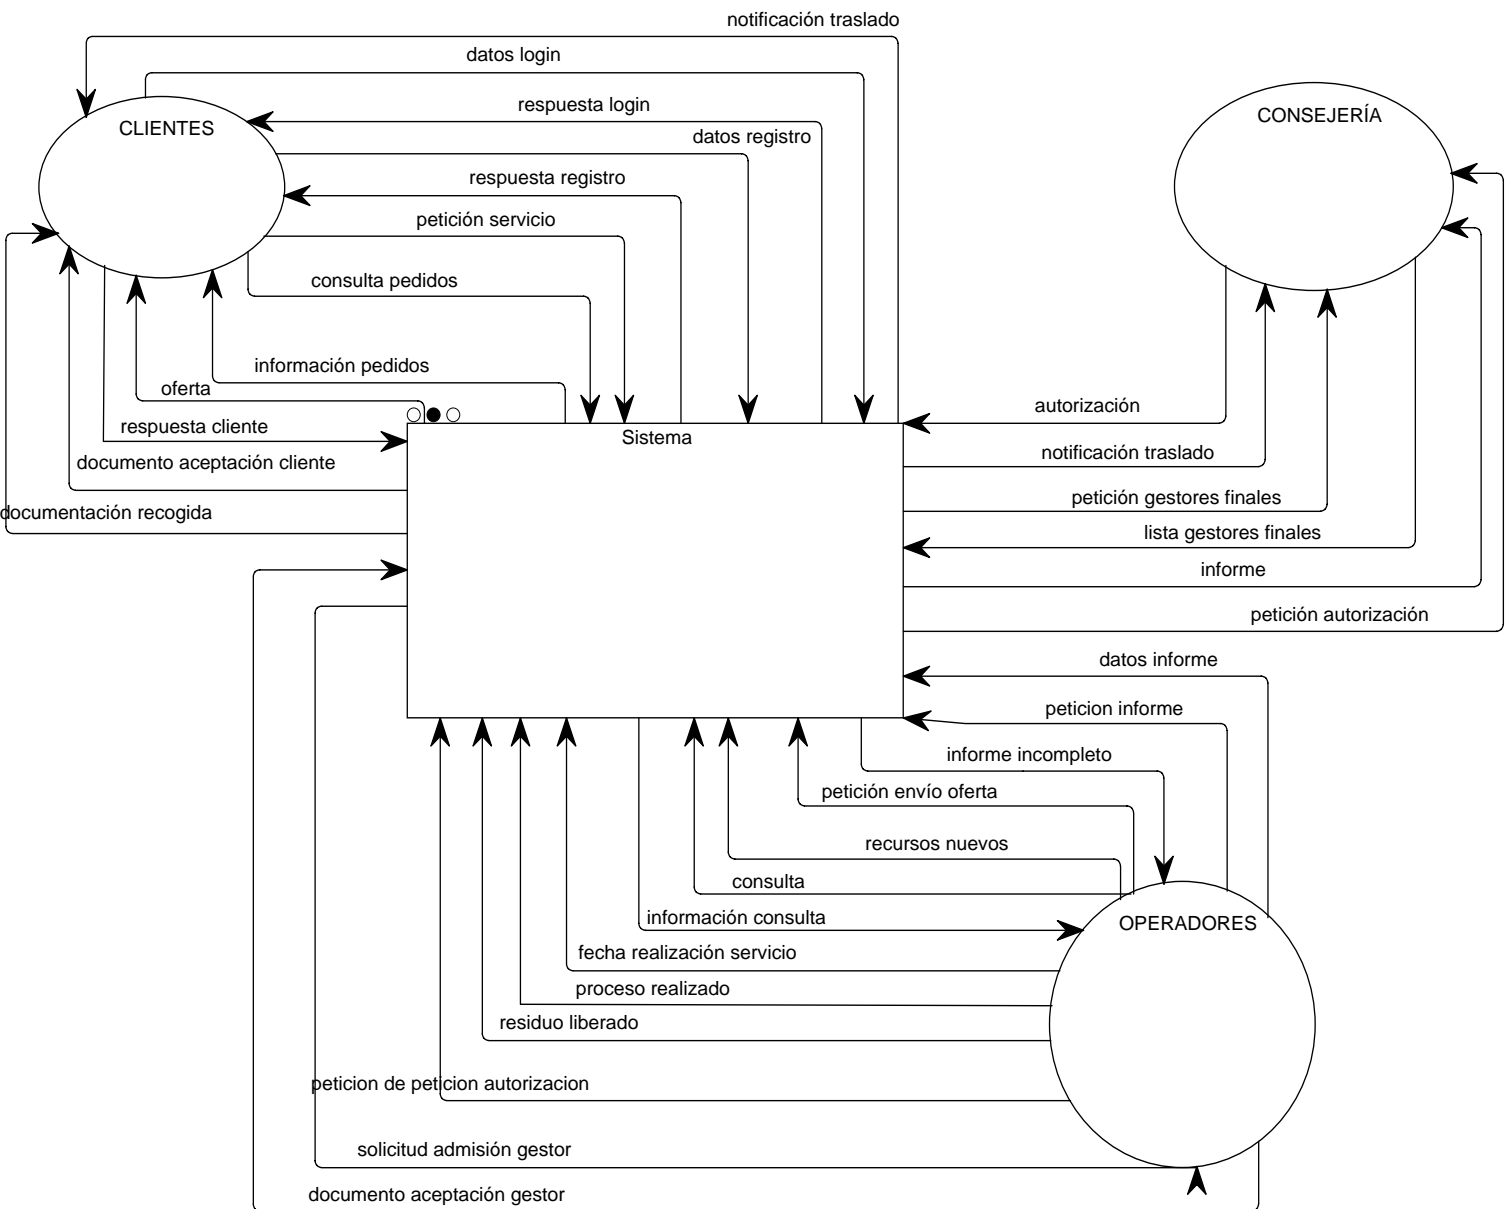 notificación traslado
datos login
respuesta login
CLIENTES
CONSEJERÍA
datos registro
respuesta registro
petición servicio
consulta pedidos
información pedidos
oferta
autorización
respuesta cliente
Sistema
notificación traslado
documento aceptación cliente
petición gestores finales
documentación recogida
lista gestores finales
informe
petición autorización
datos informe
peticion informe
informe incompleto
petición envío oferta
recursos nuevos
consulta
información consulta
OPERADORES
fecha realización servicio
proceso realizado
residuo liberado
peticion de peticion autorizacion
solicitud admisión gestor
documento aceptación gestor